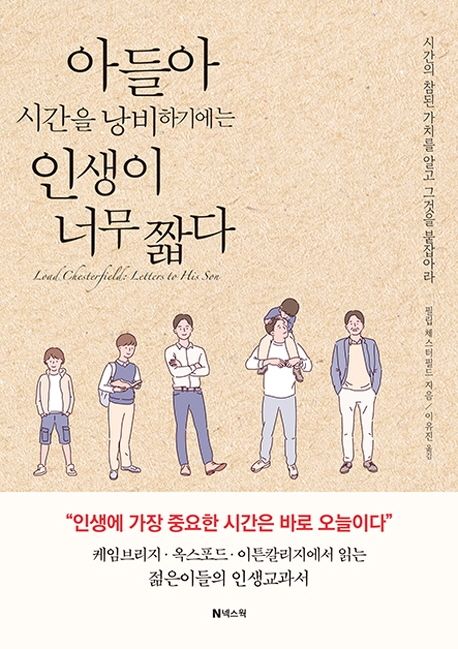 아들아
시간을 낭비하기에는
인생이
너무 짧다
Load Chesterfield: Letters to His Son
시간의 참된 가치를 알고 그것을 붙잡아라
필립 체스터필드 지음 / 이유진 옮김
“인생에 가장 중요한 시간은 바로 오늘이다”
케임브리지 · 옥스포드 · 이튼칼리지에서 읽는
젊은이들의 인생교과서
N넥스웍